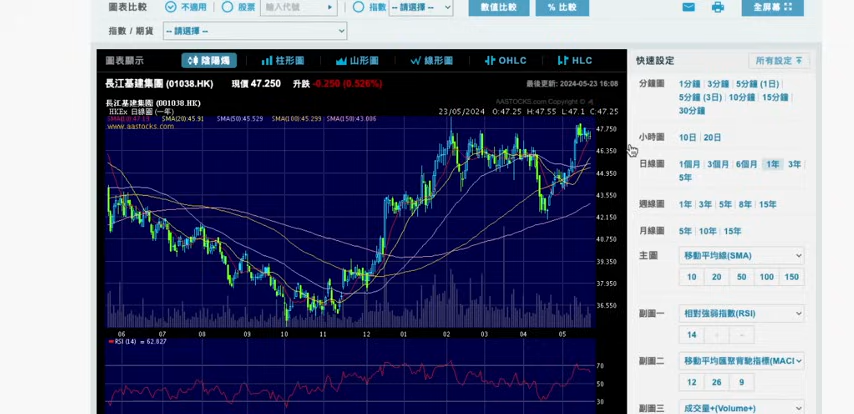 圖表比較 不適用 股票 輸入代號 指數 -- 請選擇 -- 數值比較 % 比較 全屏幕
指數 / 期貨 -- 請選擇 --
圖表顯示 陰陽燭 柱形圖 山形圖 線形圖 OHLC HLC 快速設定 所有設定
長江基建集團 (01038.HK) 現價 47.250 升跌 -0.250 (0.526%) 最後更新: 2024-05-23 16:08
長江基建集團 (001038.HK) AASTOCKS.com Copyright ©
HKEx 日線圖 (一年) 23/05/2024 O:47.25 H:47.55 L:47.1 C:47.25
SMA(20)=45.91 SMA(50)=45.529 SMA(100)=45.293 SMA(150)=43.086
www.aastocks.com
47.750
46.350
44.950
43.550
42.150
40.750
39.350
37.950
36.550
06 07 08 09 10 11 12 01 02 03 04 05
RSI (14) = 62.827
70
50
30
分鐘圖 1分鐘 3分鐘 5分鐘 (1日)
5分鐘 (3日) 10分鐘 15分鐘
30分鐘
小時圖 10日 20日
日線圖 1個月 3個月 6個月 1年 3年
5年
週線圖 1年 3年 5年 8年 15年
月線圖 5年 10年 15年
主圖 移動平均線(SMA)
10 20 50 100 150
副圖一 相對強弱指數(RSI)
14 - -
副圖二 移動平均匯聚背馳指標(MAC
12 26 9
副圖三 成交量+(Volume+)